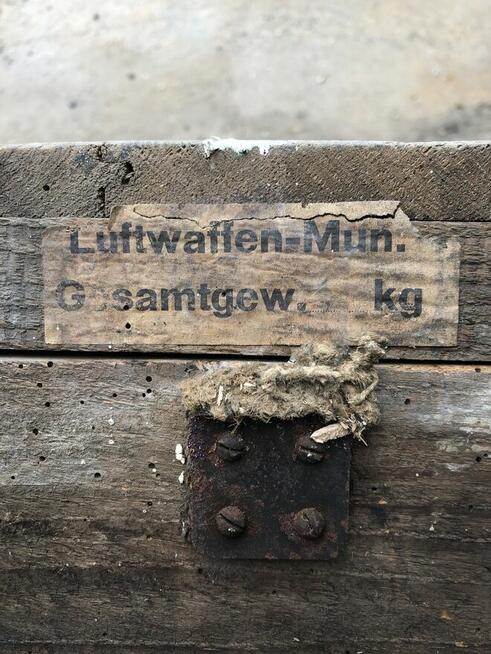 Luftwaffen-Mun.
Gesamtgew. kg